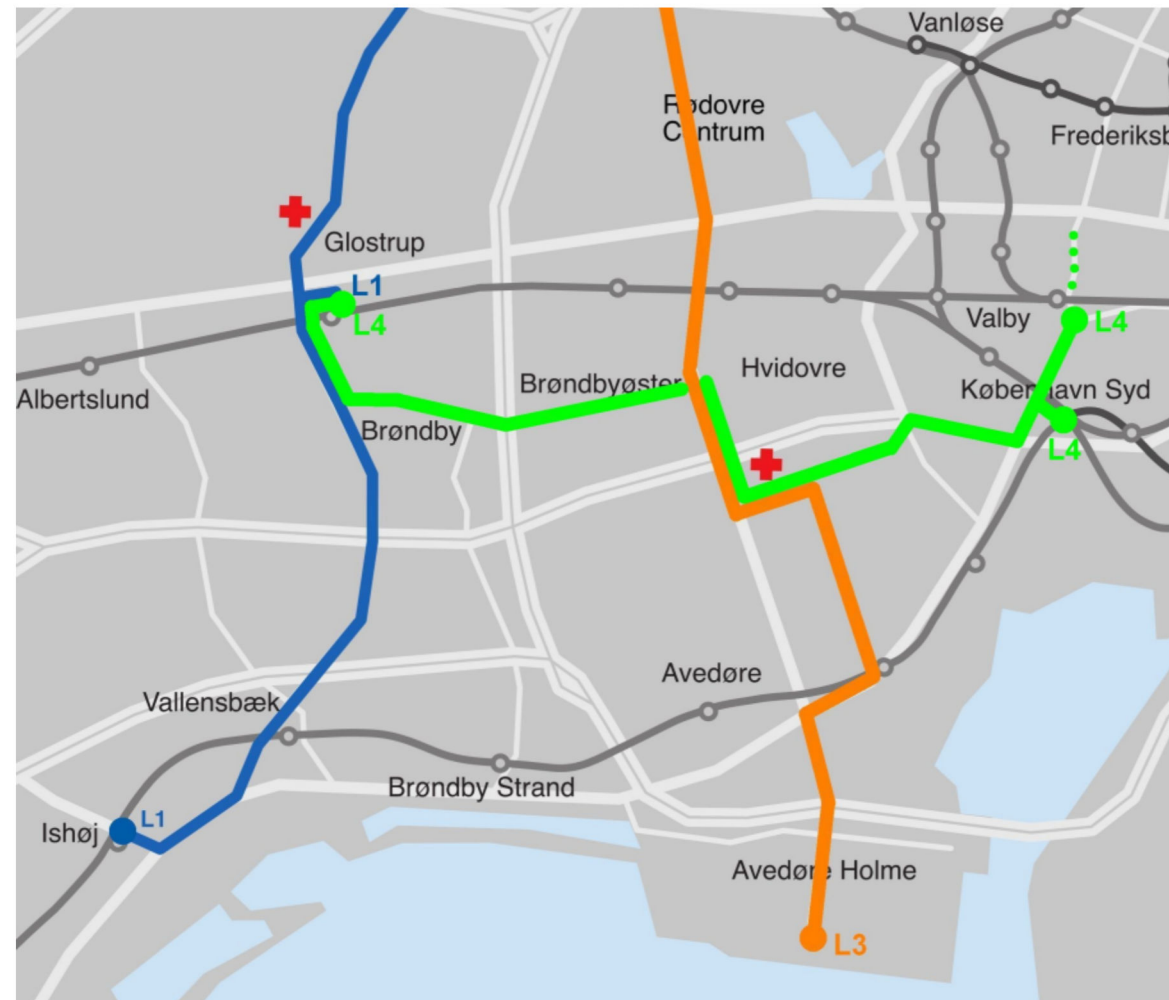 Vanløse
Rødovre
Centrum
Frederiksb
Glostrup
L1
L4
Valby
L4
Hvidovre
Brøndbyøster
København Syd
Albertslund
Brøndby
L4
Avedøre
Vallensbæk
Brøndby Strand
L1
Ishøj
Avedøre Holme
L3